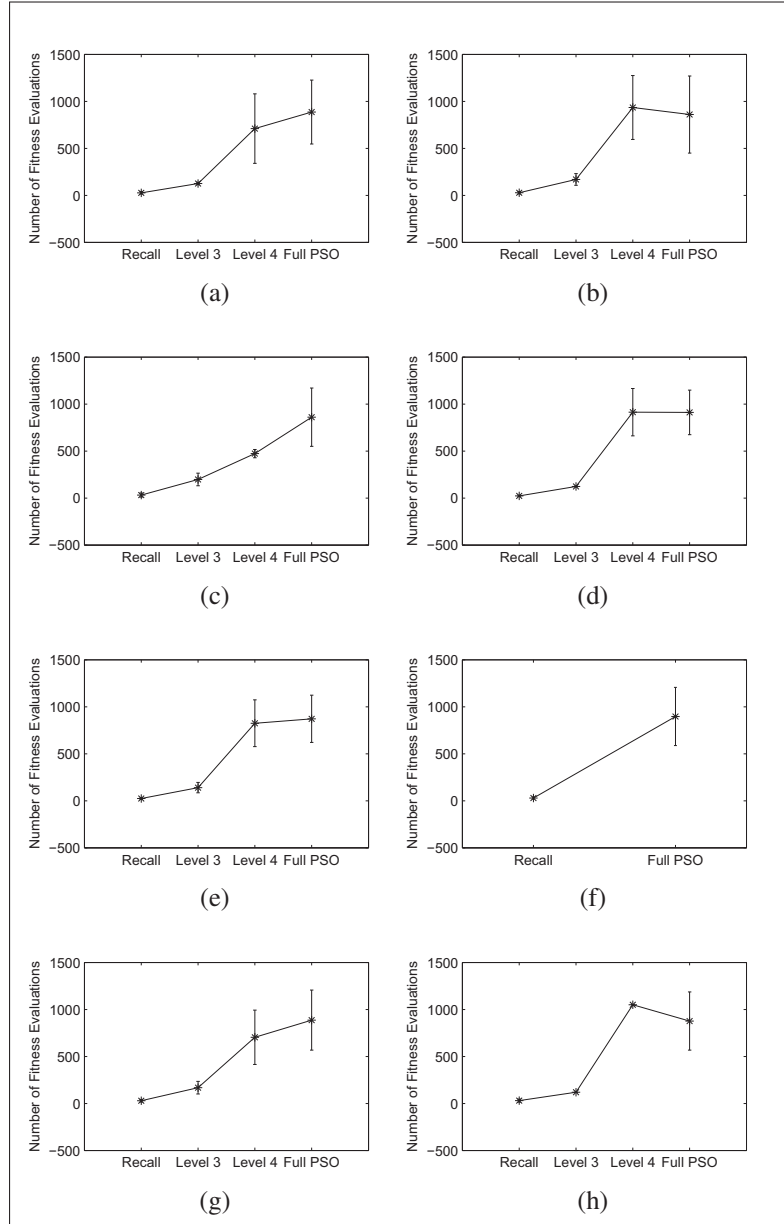 1500
1000
500
0
−500
Number of Fitness Evaluations
Recall Level 3 Level 4 Full PSO
(a)
1500
1000
500
0
−500
Number of Fitness Evaluations
Recall Level 3 Level 4 Full PSO
(b)
1500
1000
500
0
−500
Number of Fitness Evaluations
Recall Level 3 Level 4 Full PSO
(c)
1500
1000
500
0
−500
Number of Fitness Evaluations
Recall Level 3 Level 4 Full PSO
(d)
1500
1000
500
0
−500
Number of Fitness Evaluations
Recall Level 3 Level 4 Full PSO
(e)
1500
1000
500
0
−500
Number of Fitness Evaluations
Recall Full PSO
(f)
1500
1000
500
0
−500
Number of Fitness Evaluations
Recall Level 3 Level 4 Full PSO
(g)
1500
1000
500
0
−500
Number of Fitness Evaluations
Recall Level 3 Level 4 Full PSO
(h)